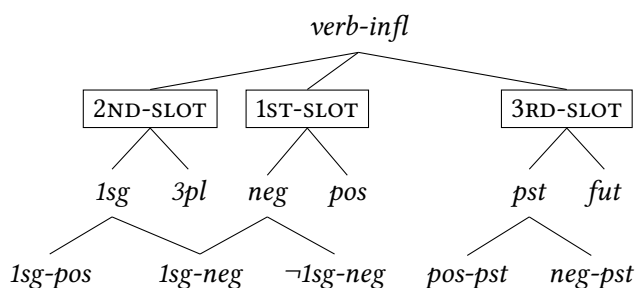 verb-infl
2ND-SLOT 1ST-SLOT 3RD-SLOT
1sg 3pl neg pos pst fut
1sg-pos 1sg-neg ¬1sg-neg pos-pst neg-pst